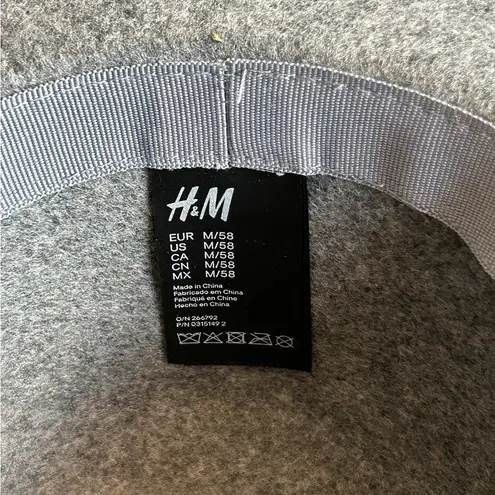 H&M
EUR M/58
US M/58
CA M/58
CN M/58
MX M/58
Made in China
Fabricado em China
Fabriqué en Chine
Hecho en China
O/N 266792
P/N 0315149 2